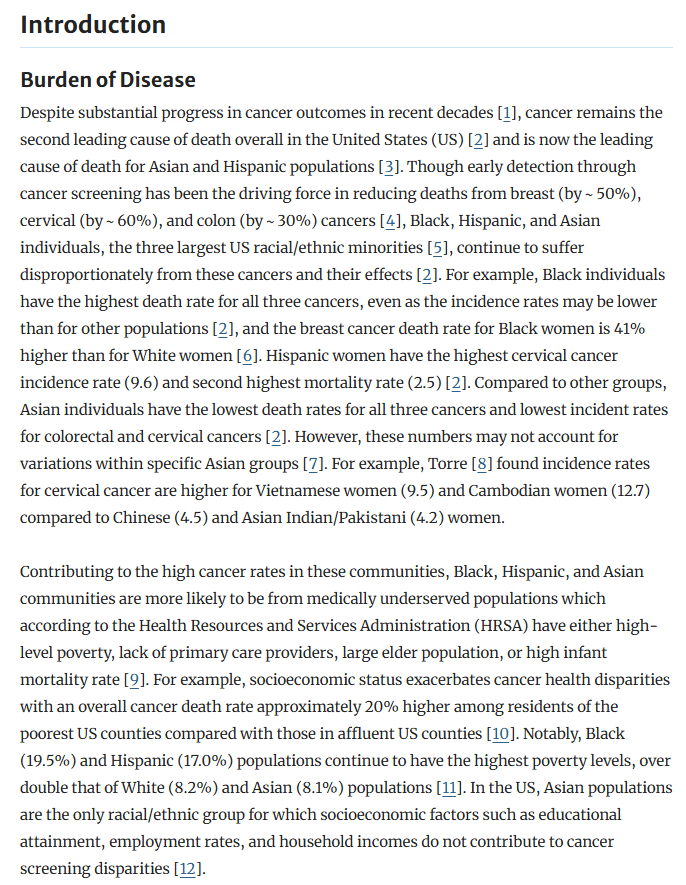 Introduction
Burden of Disease
Despite substantial progress in cancer outcomes in recent decades [1], cancer remains the
second leading cause of death overall in the United States (US) [2] and is now the leading
cause of death for Asian and Hispanic populations [3]. Though early detection through
cancer screening has been the driving force in reducing deaths from breast (by ~ 50%),
cervical (by ~ 60%), and colon (by ~ 30%) cancers [4], Black, Hispanic, and Asian
individuals, the three largest US racial/ethnic minorities [5], continue to suffer
disproportionately from these cancers and their effects [2]. For example, Black individuals
have the highest death rate for all three cancers, even as the incidence rates may be lower
than for other populations [2], and the breast cancer death rate for Black women is 41%
higher than for White women [6]. Hispanic women have the highest cervical cancer
incidence rate (9.6) and second highest mortality rate (2.5) [2]. Compared to other groups,
Asian individuals have the lowest death rates for all three cancers and lowest incident rates
for colorectal and cervical cancers [2]. However, these numbers may not account for
variations within specific Asian groups [7]. For example, Torre [8] found incidence rates
for cervical cancer are higher for Vietnamese women (9.5) and Cambodian women (12.7)
compared to Chinese (4.5) and Asian Indian/Pakistani (4.2) women.
Contributing to the high cancer rates in these communities, Black, Hispanic, and Asian
communities are more likely to be from medically underserved populations which
according to the Health Resources and Services Administration (HRSA) have either high-
level poverty, lack of primary care providers, large elder population, or high infant
mortality rate [9]. For example, socioeconomic status exacerbates cancer health disparities
with an overall cancer death rate approximately 20% higher among residents of the
poorest US counties compared with those in affluent US counties [10]. Notably, Black
(19.5%) and Hispanic (17.0%) populations continue to have the highest poverty levels, over
double that of White (8.2%) and Asian (8.1%) populations [11]. In the US, Asian populations
are the only racial/ethnic group for which socioeconomic factors such as educational
attainment, employment rates, and household incomes do not contribute to cancer
screening disparities [12].